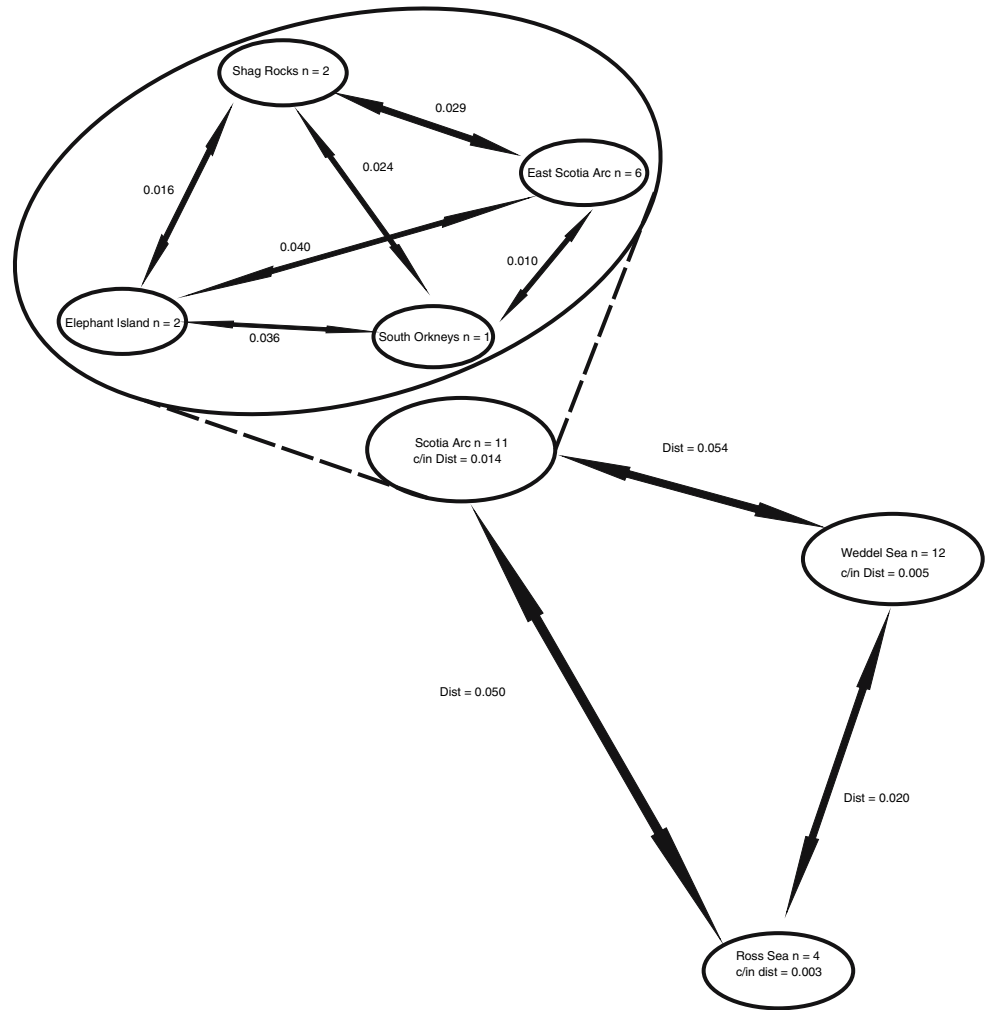 Shag Rocks n = 2
0.029
0.024
East Scotia Arc n = 6
0.016
0.040
0.010
Elephant Island n = 2
0.036
South Orkneys n = 1
Scotia Arc n = 11
c/in Dist = 0.014
Dist = 0.054
Weddel Sea n = 12
c/in Dist = 0.005
Dist = 0.050
Dist = 0.020
Ross Sea n = 4
c/in dist = 0.003